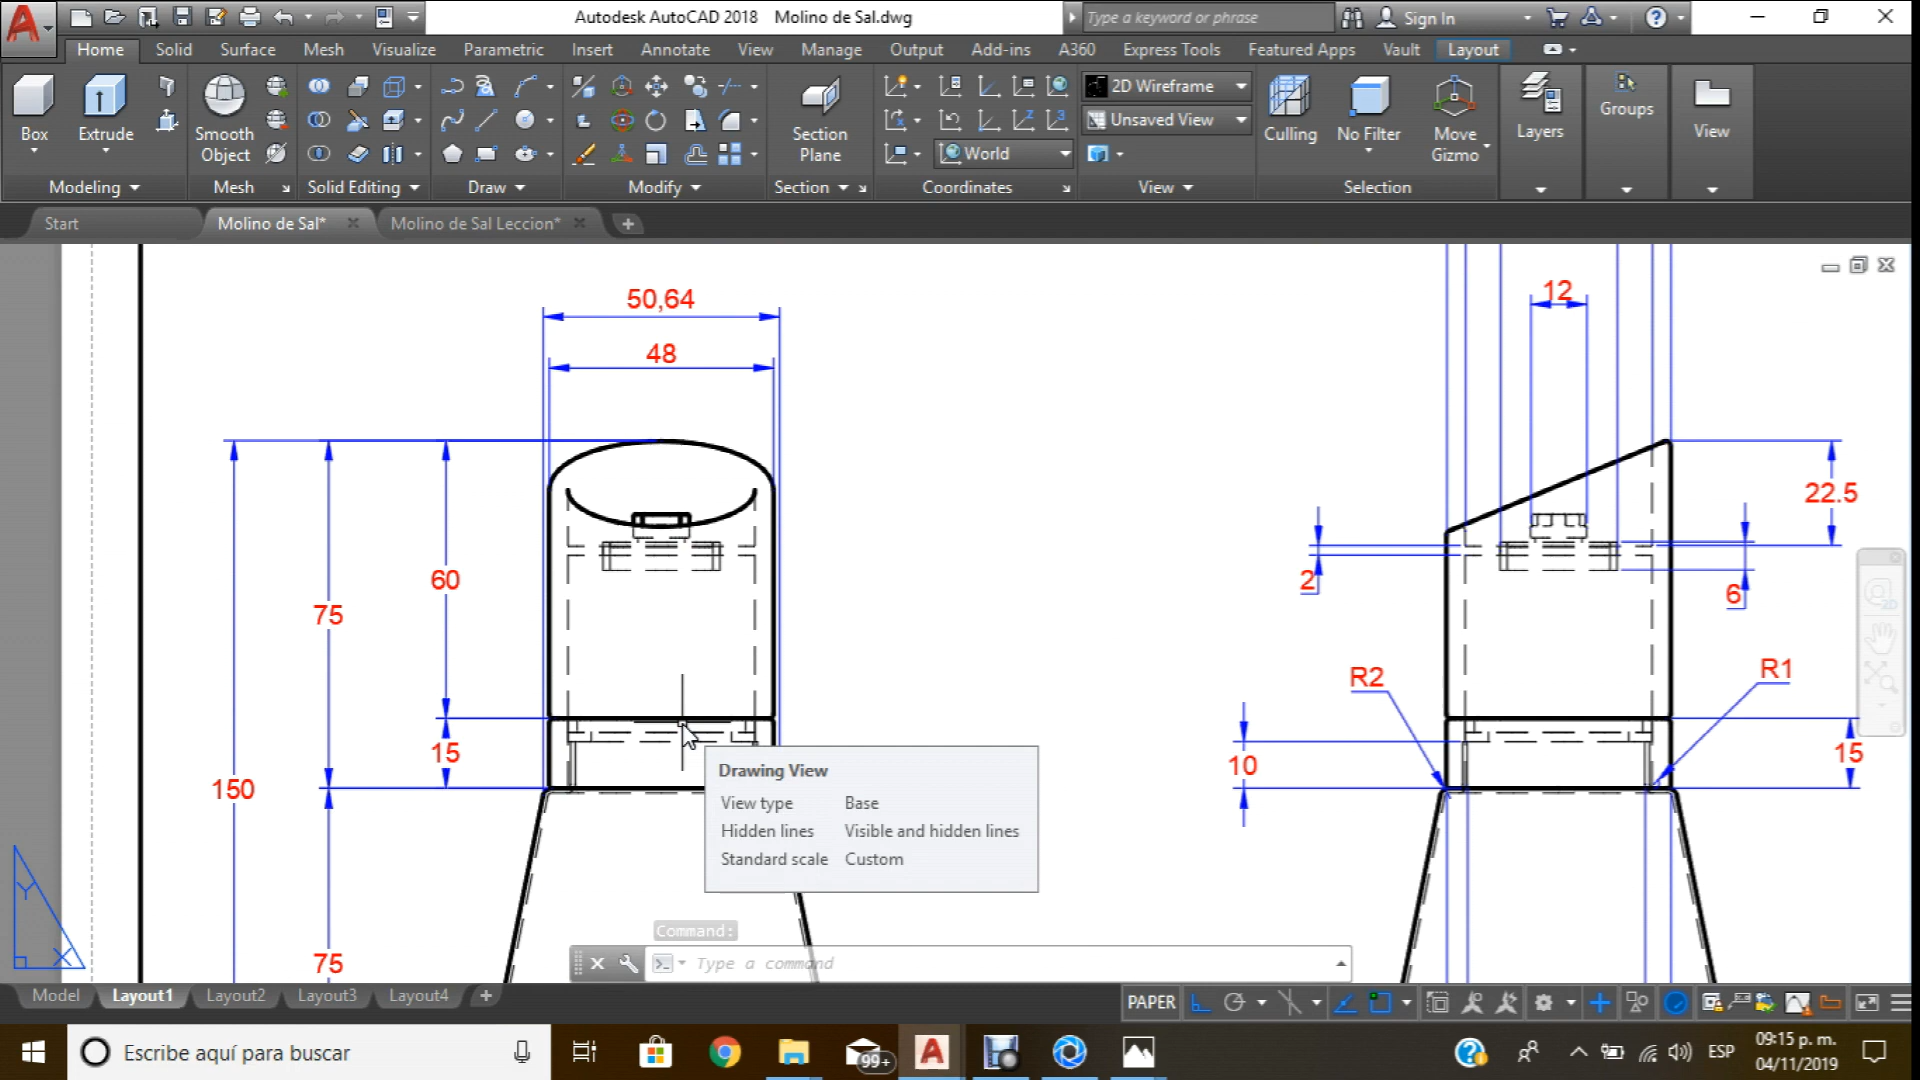 Autodesk AutoCAD 2018 Molino de Sal.dwg
Type a keyword or phrase
Sign In
Home Solid Surface Mesh Visualize Parametric Insert Annotate View Manage Output Add-ins A360 Express Tools Featured Apps Vault Layout
Box
Extrude
Smooth
Object
Section
Plane
2D Wireframe
Unsaved View
World
Culling
No Filter
Move
Gizmo
Layers
Groups
View
Modeling Mesh Solid Editing Draw Modify Section Coordinates View Selection
Start Molino de Sal* Molino de Sal Leccion*
50,64
48
12
22.5
60
75
2
6
R2
R1
15
10
15
150
75
Drawing View
View type Base
Hidden lines Visible and hidden lines
Standard scale Custom
Y
X
2D
Command:
Type a command
Model Layout1 Layout2 Layout3 Layout4
PAPER
Escribe aquí para buscar
99+
ESP
09:15 p. m.
04/11/2019